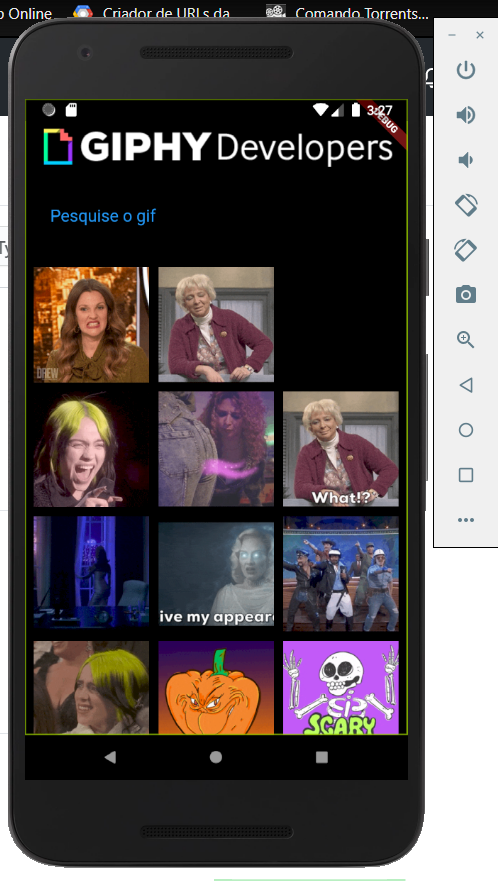 Online
Criador de URLs da
Comando Torrents...
3:27
DEBUG
GIPHY Developers
Pesquise o gif
DREW
What!?
ive my appear
SCARY